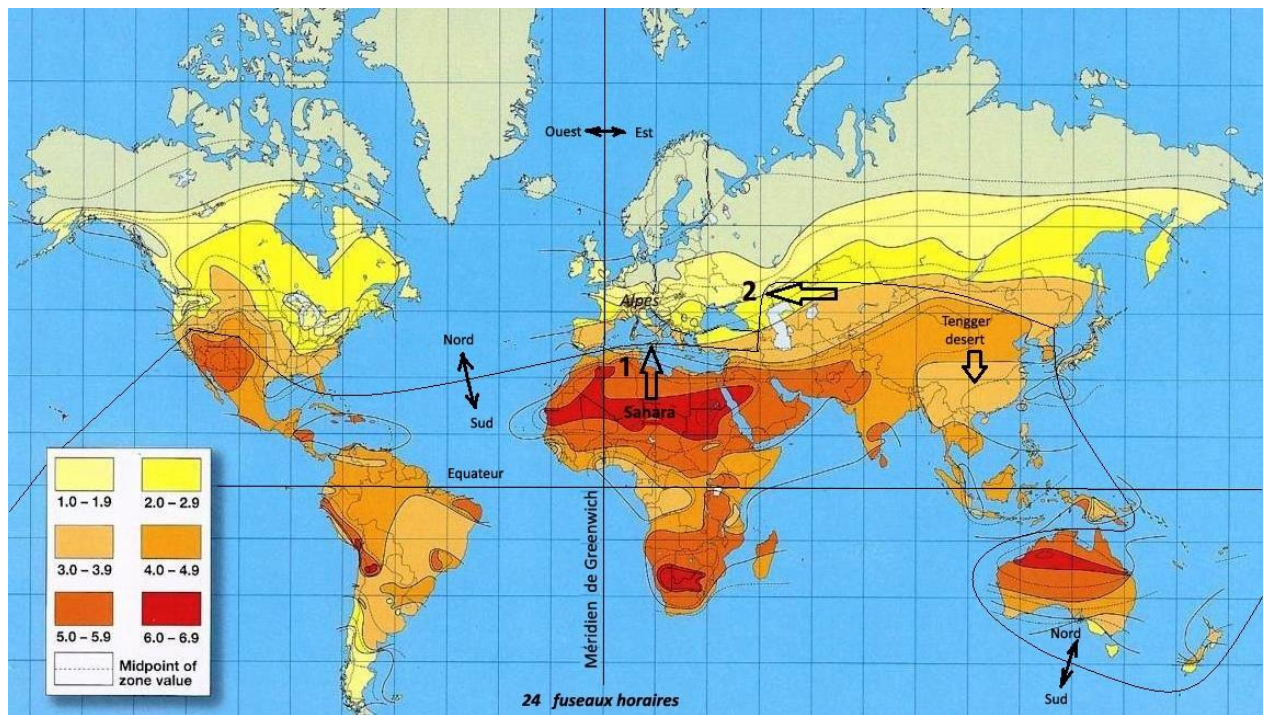 Ouest
Est
Alpes
2
Tengger
desert
Nord
1
Sahara
Sud
Equateur
1.0 – 1.9
2.0 – 2.9
3.0 – 3.9
4.0 – 4.9
5.0 – 5.9
6.0 – 6.9
Midpoint of
zone value
Méridien de Greenwich
Nord
Sud
24 fuseaux horaires